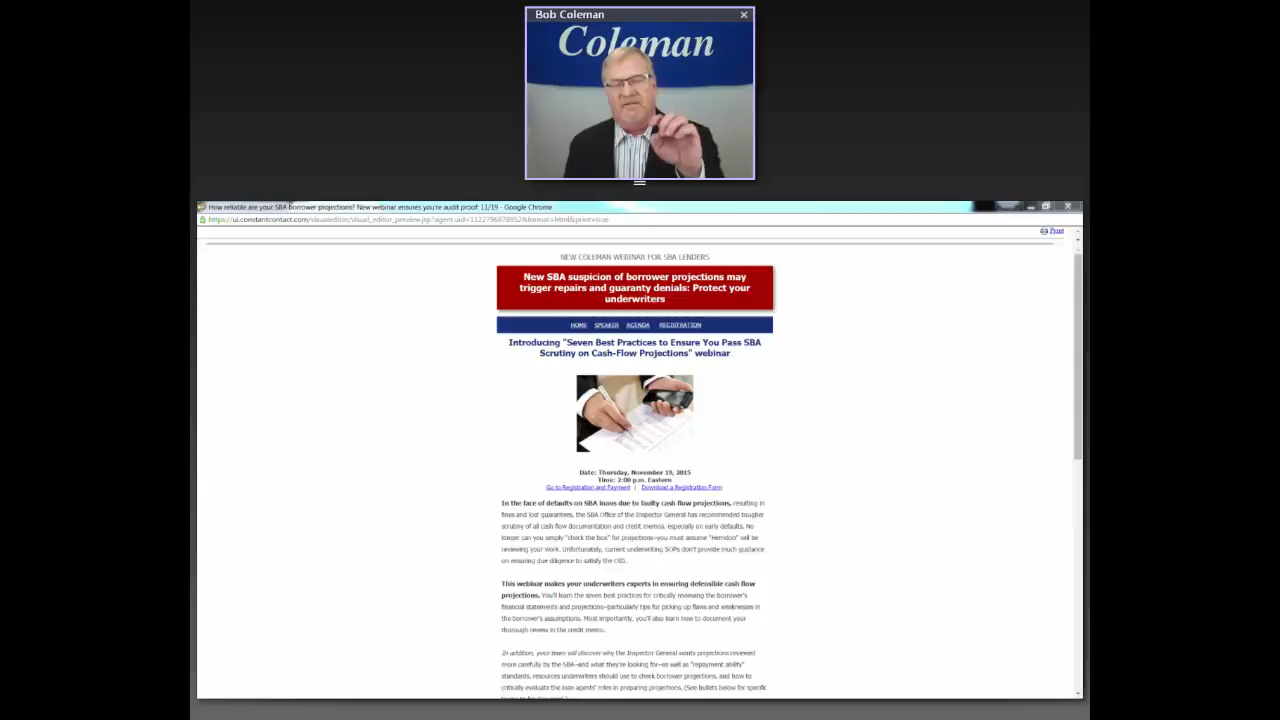 Bob Coleman
Coleman
How reliable are your SBA borrower projections? New webinar ensures you're audit proof: 11/19 - Google Chrome
https://ui.constantcontact.com/visualeditor/visual_editor_preview.jsp?agent.uid=1122796878952&format=html&print=true
Print
NEW COLEMAN WEBINAR FOR SBA LENDERS
New SBA suspicion of borrower projections may
trigger repairs and guaranty denials: Protect your
underwriters
HOME SPEAKER AGENDA REGISTRATION
Introducing "Seven Best Practices to Ensure You Pass SBA
Scrutiny on Cash-Flow Projections" webinar
Date: Thursday, November 19, 2015
Time: 2:00 p.m. Eastern
Go to Registration and Payment | Download a Registration Form
In the face of defaults on SBA loans due to faulty cash flow projections, resulting in
fines and lost guarantees, the SBA Office of the Inspector General has recommended tougher
scrutiny of all cash flow documentation and credit memos, especially on early defaults. No
longer can you simply "check the box" for projections–you must assume "Herndon" will be
reviewing your work. Unfortunately, current underwriting SOPs don't provide much guidance
on ensuring due diligence to satisfy the OIG.
This webinar makes your underwriters experts in ensuring defensible cash flow
projections. You'll learn the seven best practices for critically reviewing the borrower's
financial statements and projections–particularly tips for picking up flaws and weaknesses in
the borrower's assumptions. Most importantly, you'll also learn how to document your
thorough review in the credit memo.
In addition, your team will discover why the Inspector General wants projections reviewed
more carefully by the SBA–and what they're looking for–as well as "repayment ability"
standards, resources underwriters should use to check borrower projections, and how to
critically evaluate the loan agents' roles in preparing projections. (See bullets below for specific